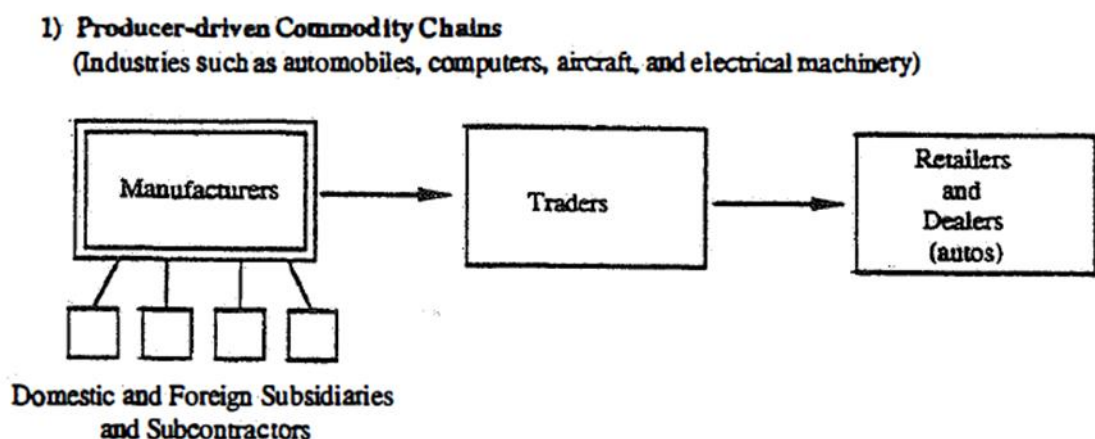 1) Producer-driven Commodity Chains
(Industries such as automobiles, computers, aircraft, and electrical machinery)
Manufacturers
Traders
Retailers
and
Dealers
(autos)
Domestic and Foreign Subsidiaries
and Subcontractors